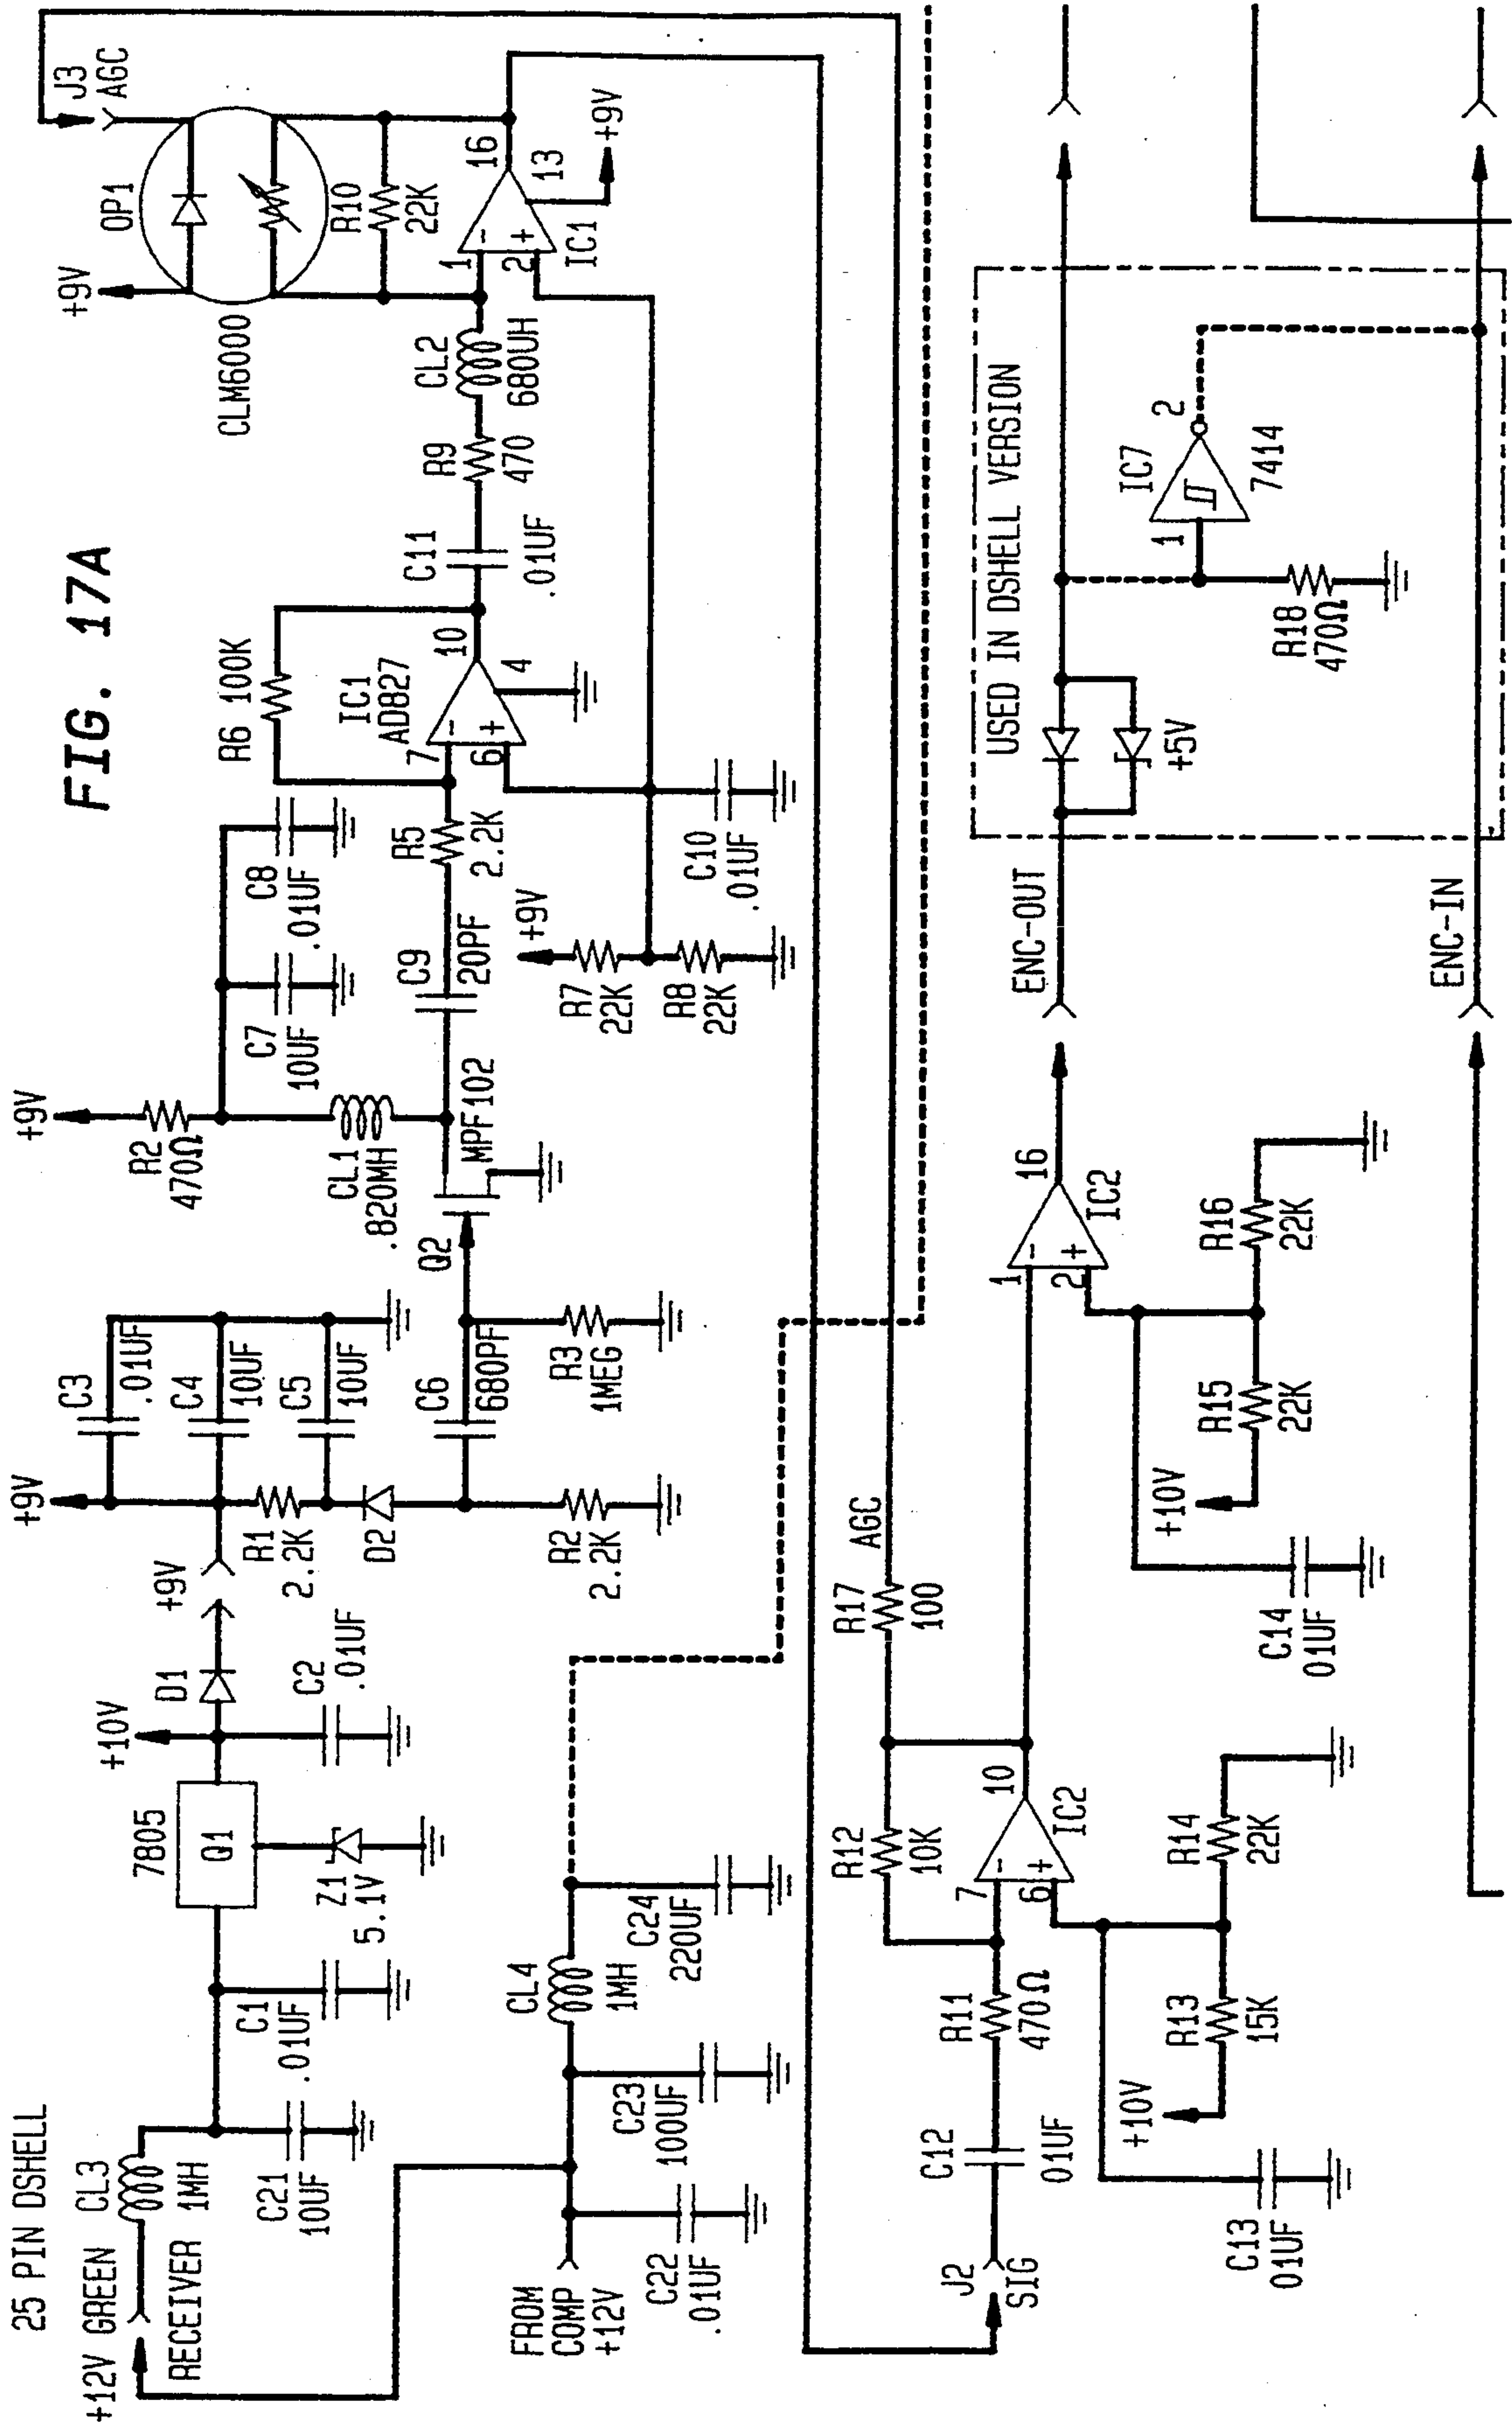 FIG. 17A
25 PIN DSHELL
+12V GREEN
RECEIVER
CL3
1MH
C21
10UF
C1
.01UF
7805
Q1
Z1
5.1V
+10V
D1
C2
.01UF
+9V
+9V
C3
.01UF
C4
10UF
C5
10UF
R1
2.2K
D2
C6
680PF
R2
2.2K
R3
1MEG
Q2
MPF102
+9V
R2
470Ω
CL1
.820MH
C7
10UF
C8
.01UF
C9
20PF
R5
2.2K
R6 100K
IC1
AD827
7
6
10
4
+9V
R7
22K
R8
22K
C10
.01UF
C11
.01UF
R9
470
CL2
680UH
+9V
CLM6000
OP1
J3
AGC
R10
22K
1
2
16
13
IC1
+9V
FROM
COMP
+12V
C22
.01UF
C23
100UF
CL4
1MH
C24
220UF
J2
SIG
C12
01UF
R11
470Ω
R12
10K
R17
100
AGC
7
6
10
IC2
+10V
R13
15K
R14
22K
C13
01UF
1
2
16
IC2
+10V
R15
22K
R16
22K
C14
01UF
ENC-OUT
USED IN DSHELL VERSION
+5V
IC7
1
2
7414
R18
470Ω
ENC-IN